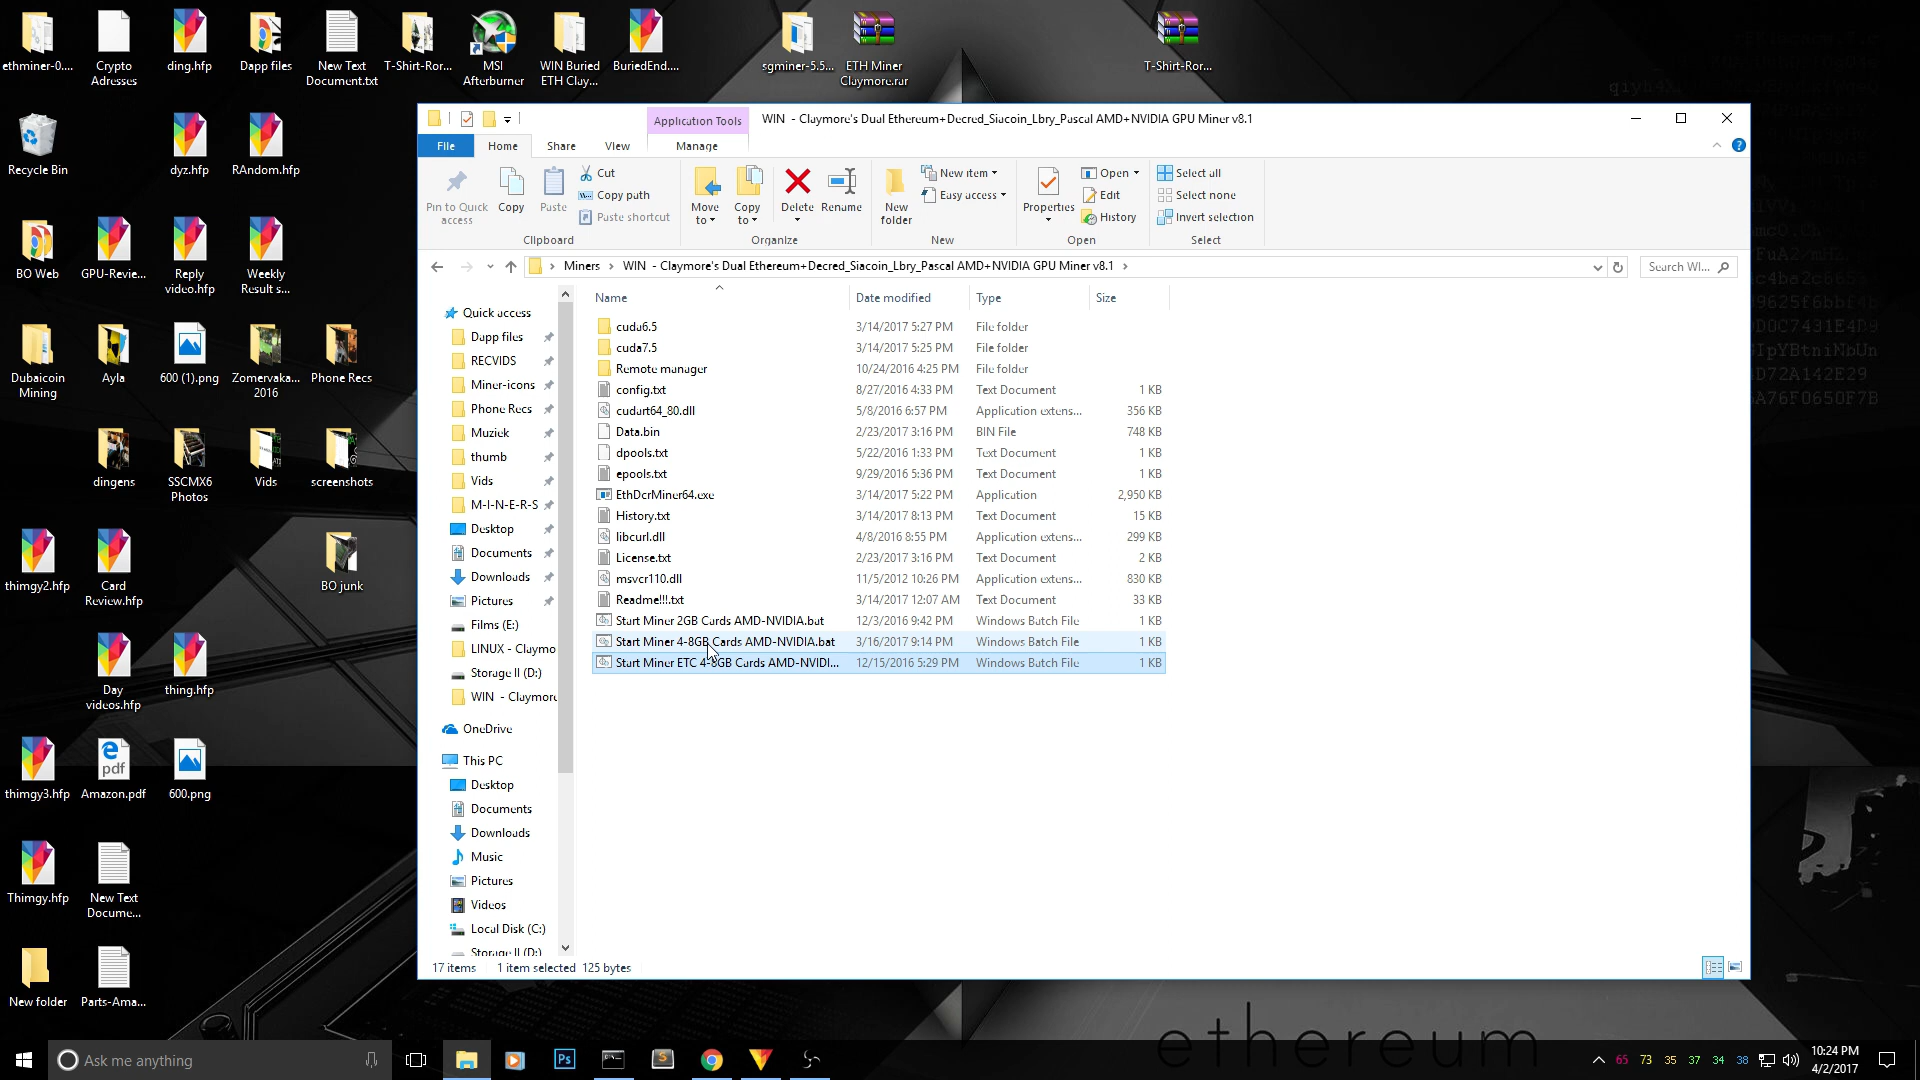 ethminer-0....
Crypto Adresses
ding.hfp
Dapp files
New Text Document.txt
T-Shirt-Ror...
MSI Afterburner
WIN Buried ETH Clay...
BuriedEnd....
sgminer-5.5...
ETH Miner Claymore.rar
T-Shirt-Ror...
Recycle Bin
dyz.hfp
RAndom.hfp
BO Web
GPU-Revie...
Reply video.hfp
Weekly Result s...
Dubaicoin Mining
Ayla
600 (1).png
Zomervaka... 2016
Phone Recs
dingens
SSCMX6 Photos
Vids
screenshots
thimgy2.hfp
Card Review.hfp
BO junk
Day videos.hfp
thing.hfp
thimgy3.hfp
pdf
Amazon.pdf
600.png
Thimgy.hfp
New Text Docume...
New folder
Parts-Ama...
Application Tools
WIN - Claymore's Dual Ethereum+Decred_Siacoin_Lbry_Pascal AMD+NVIDIA GPU Miner v8.1
File Home Share View Manage
Pin to Quick access
Copy
Paste
Cut
Copy path
Paste shortcut
Clipboard
Move to
Copy to
Delete
Rename
Organize
New folder
New item
Easy access
New
Properties
Open
Edit
History
Open
Select all
Select none
Invert selection
Select
Miners > WIN - Claymore's Dual Ethereum+Decred_Siacoin_Lbry_Pascal AMD+NVIDIA GPU Miner v8.1 >
Search WI...
Quick access
Dapp files
RECVIDS
Miner-icons
Phone Recs
Muziek
thumb
Vids
M-I-N-E-R-S
Desktop
Documents
Downloads
Pictures
Films (E:)
LINUX - Claymo
Storage II (D:)
WIN - Claymore
OneDrive
This PC
Desktop
Documents
Downloads
Music
Pictures
Videos
Local Disk (C:)
Storage II (D:)
Name Date modified Type Size
cuda6.5 3/14/2017 5:27 PM File folder
cuda7.5 3/14/2017 5:25 PM File folder
Remote manager 10/24/2016 4:25 PM File folder
config.txt 8/27/2016 4:33 PM Text Document 1 KB
cudart64_80.dll 5/8/2016 6:57 PM Application extens... 356 KB
Data.bin 2/23/2017 3:16 PM BIN File 748 KB
dpools.txt 5/22/2016 1:33 PM Text Document 1 KB
epools.txt 9/29/2016 5:36 PM Text Document 1 KB
EthDcrMiner64.exe 3/14/2017 5:22 PM Application 2,950 KB
History.txt 3/14/2017 8:13 PM Text Document 15 KB
libcurl.dll 4/8/2016 8:55 PM Application extens... 299 KB
License.txt 2/23/2017 3:16 PM Text Document 2 KB
msvcr110.dll 11/5/2012 10:26 PM Application extens... 830 KB
Readme!!!.txt 3/14/2017 12:07 AM Text Document 33 KB
Start Miner 2GB Cards AMD-NVIDIA.bat 12/3/2016 9:42 PM Windows Batch File 1 KB
Start Miner 4-8GB Cards AMD-NVIDIA.bat 3/16/2017 9:14 PM Windows Batch File 1 KB
Start Miner ETC 4-8GB Cards AMD-NVIDI... 12/15/2016 5:29 PM Windows Batch File 1 KB
17 items 1 item selected 125 bytes
ethereum
Ask me anything
Ps
S
65 73 35 37 34 38
10:24 PM
4/2/2017